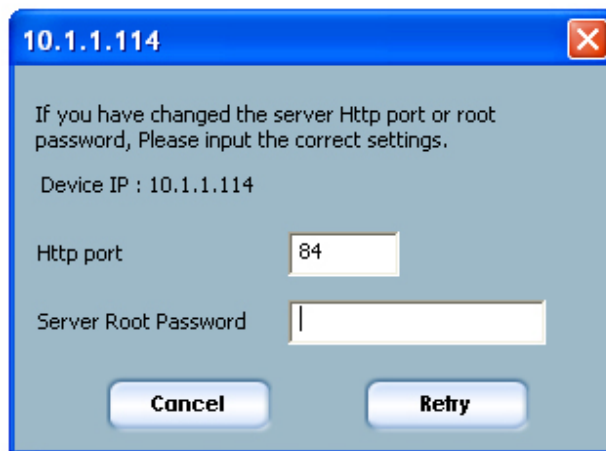 10.1.1.114
If you have changed the server Http port or root
password, Please input the correct settings.
Device IP : 10.1.1.114
Http port
84
Server Root Password
Cancel
Retry